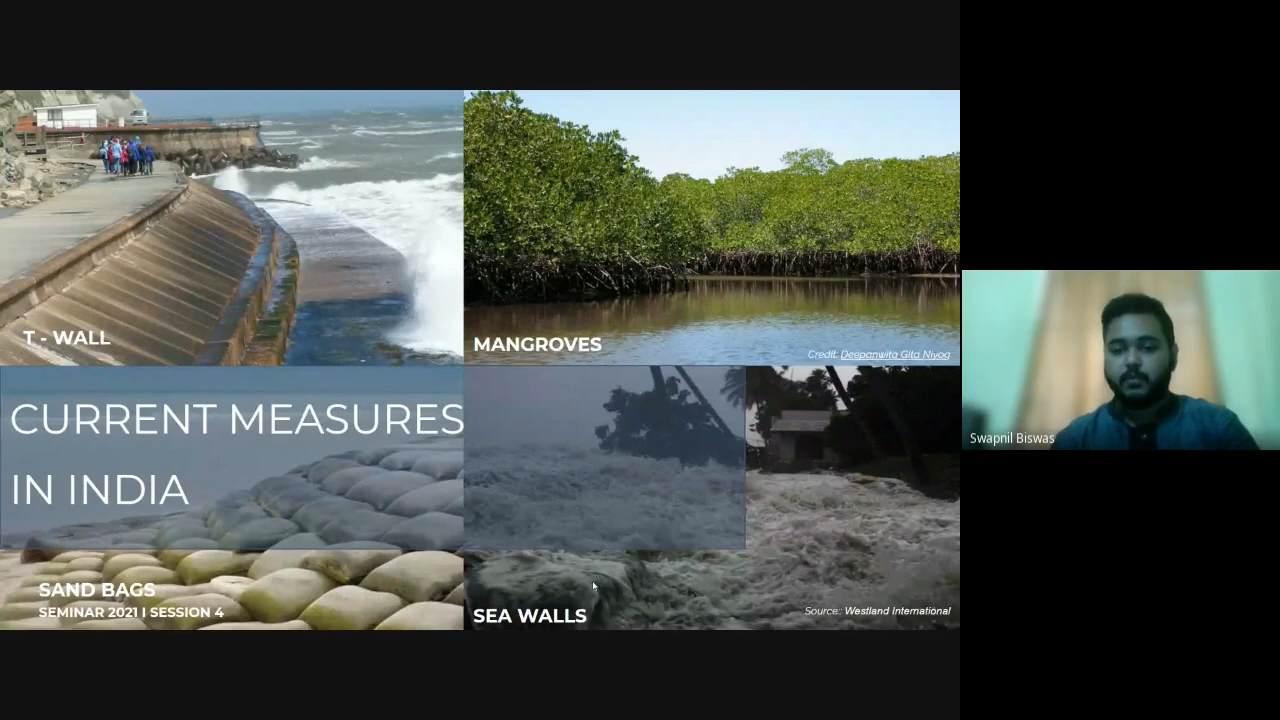 T - WALL
MANGROVES
Credit: Deepanwita Gita Niyog
CURRENT MEASURES
IN INDIA
SAND BAGS
SEMINAR 2021 I SESSION 4
SEA WALLS
Source:: Westland International
Swapnil Biswas